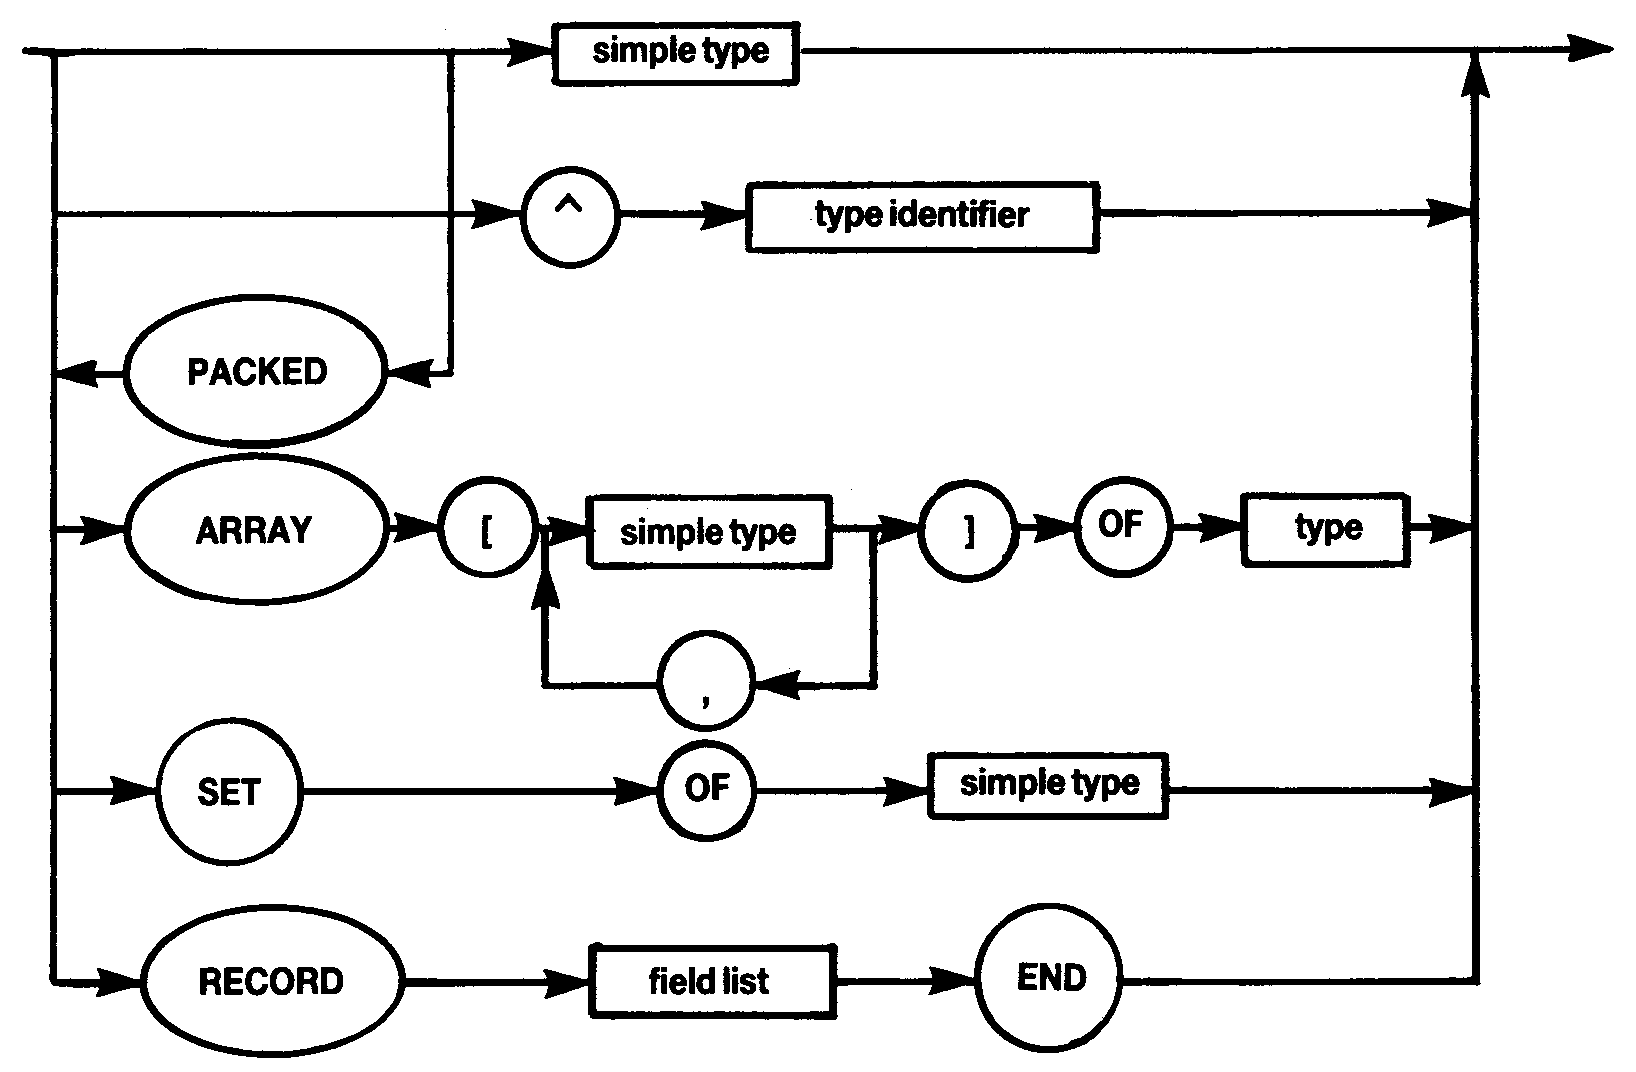 simple type
^ type identifier
PACKED
ARRAY [ simple type ] OF type
,
SET OF simple type
RECORD field list END